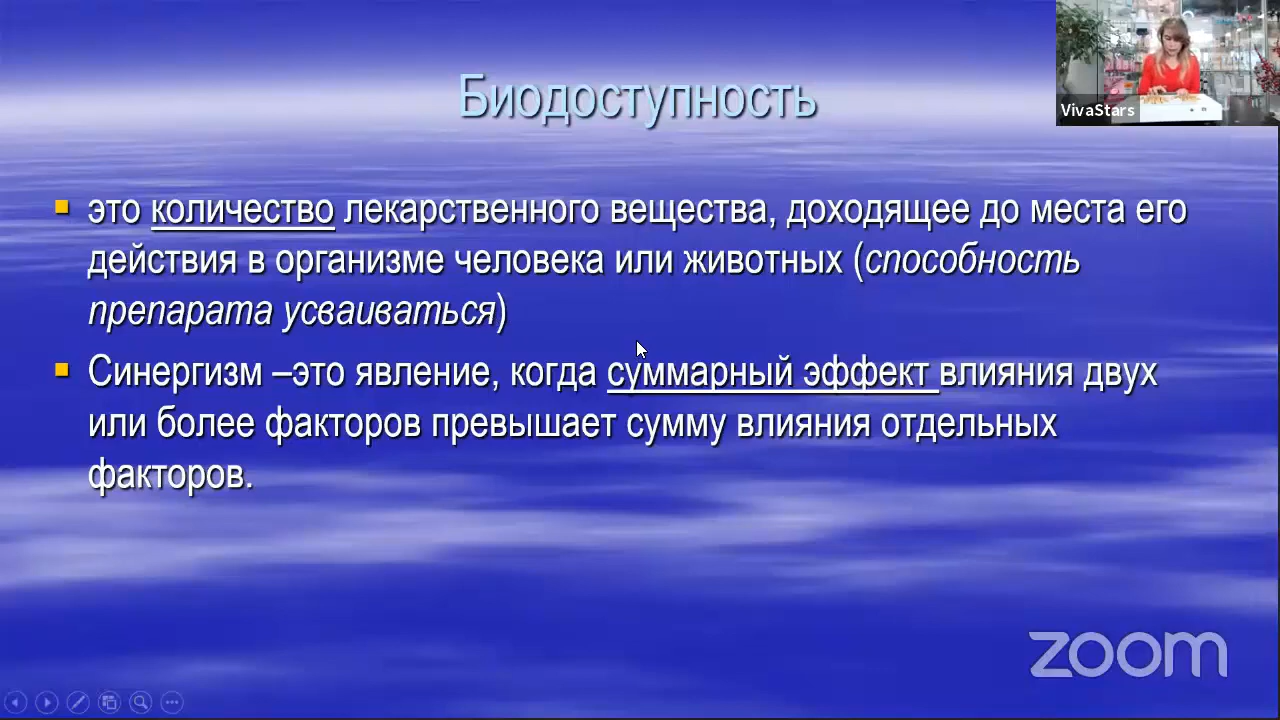 Биодоступность
VivaStars
это количество лекарственного вещества, доходящее до места его
действия в организме человека или животных (способность
препарата усваиваться)
Синергизм –это явление, когда суммарный эффект влияния двух
или более факторов превышает сумму влияния отдельных
факторов.
zoom